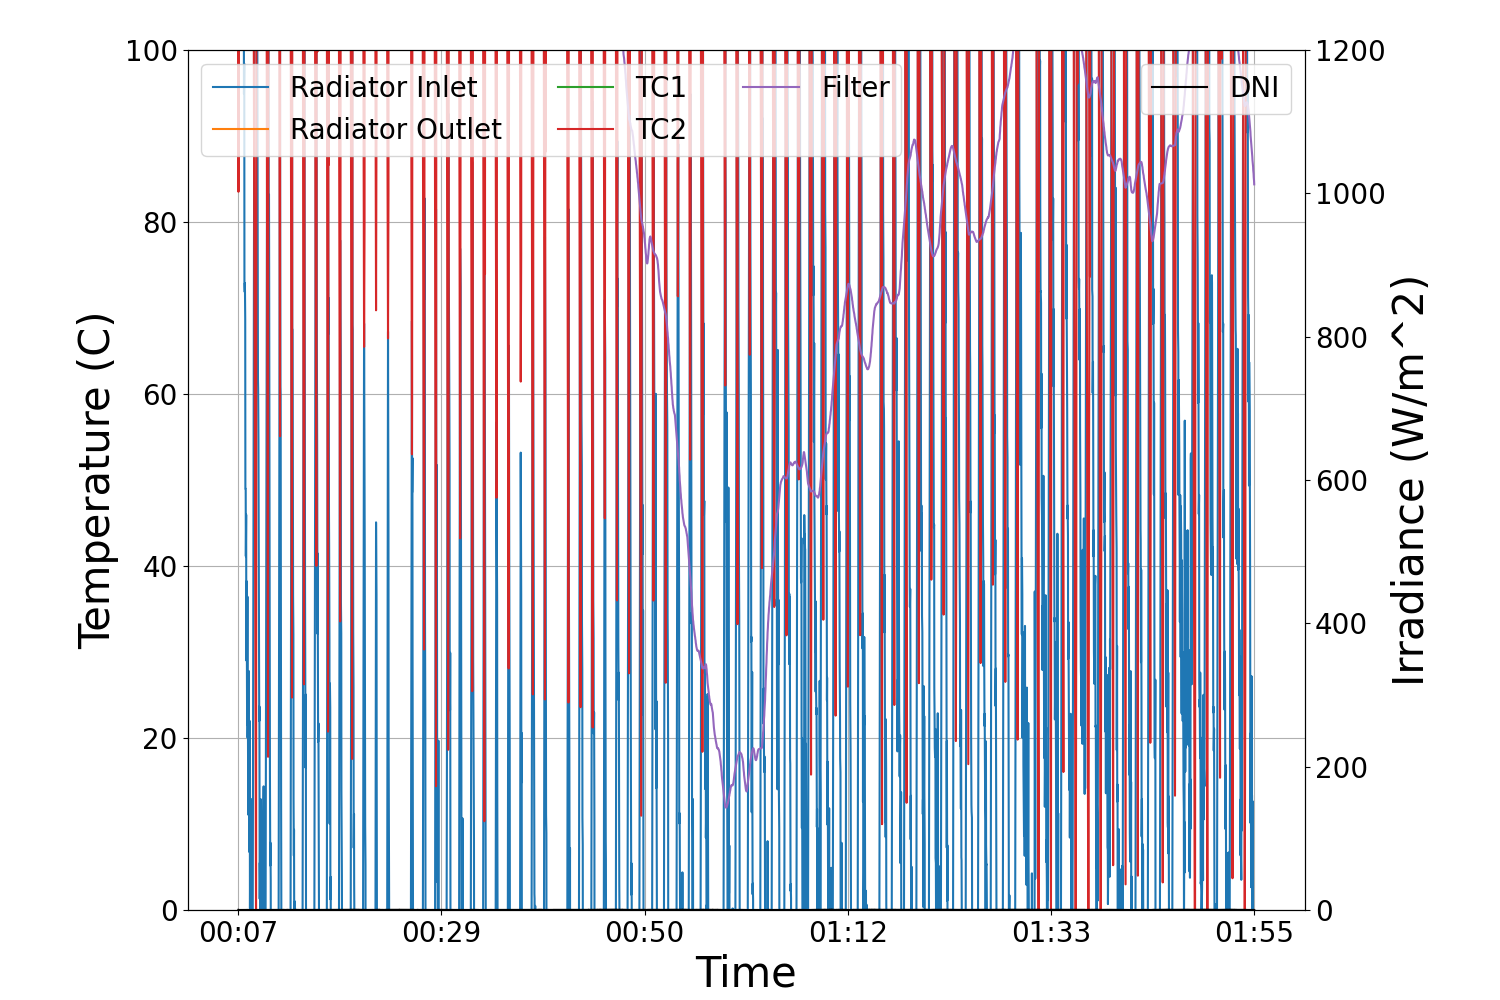 100
80
60
40
20
0
Temperature (C)
Radiator Inlet
Radiator Outlet
TC1
TC2
Filter
DNI
1200
1000
800
600
400
200
0
Irradiance (W/m^2)
00:07 00:29 00:50 01:12 01:33 01:55
Time